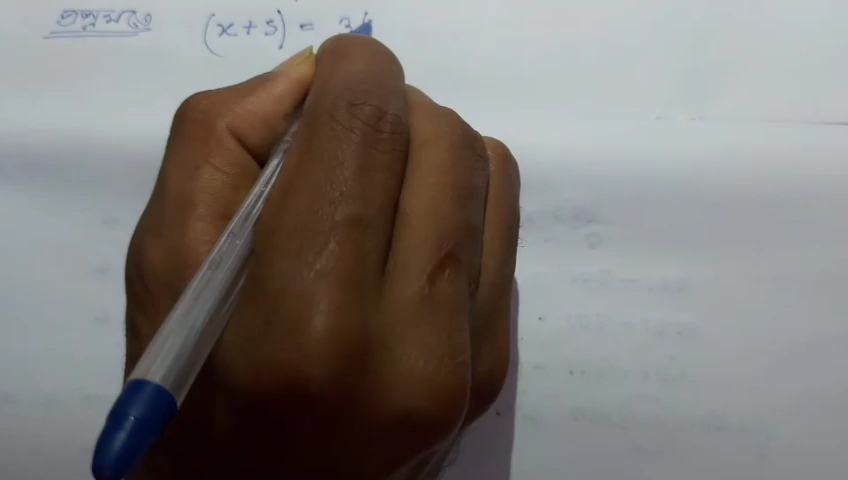 প্রশ্নমতে (x + 5) = 3